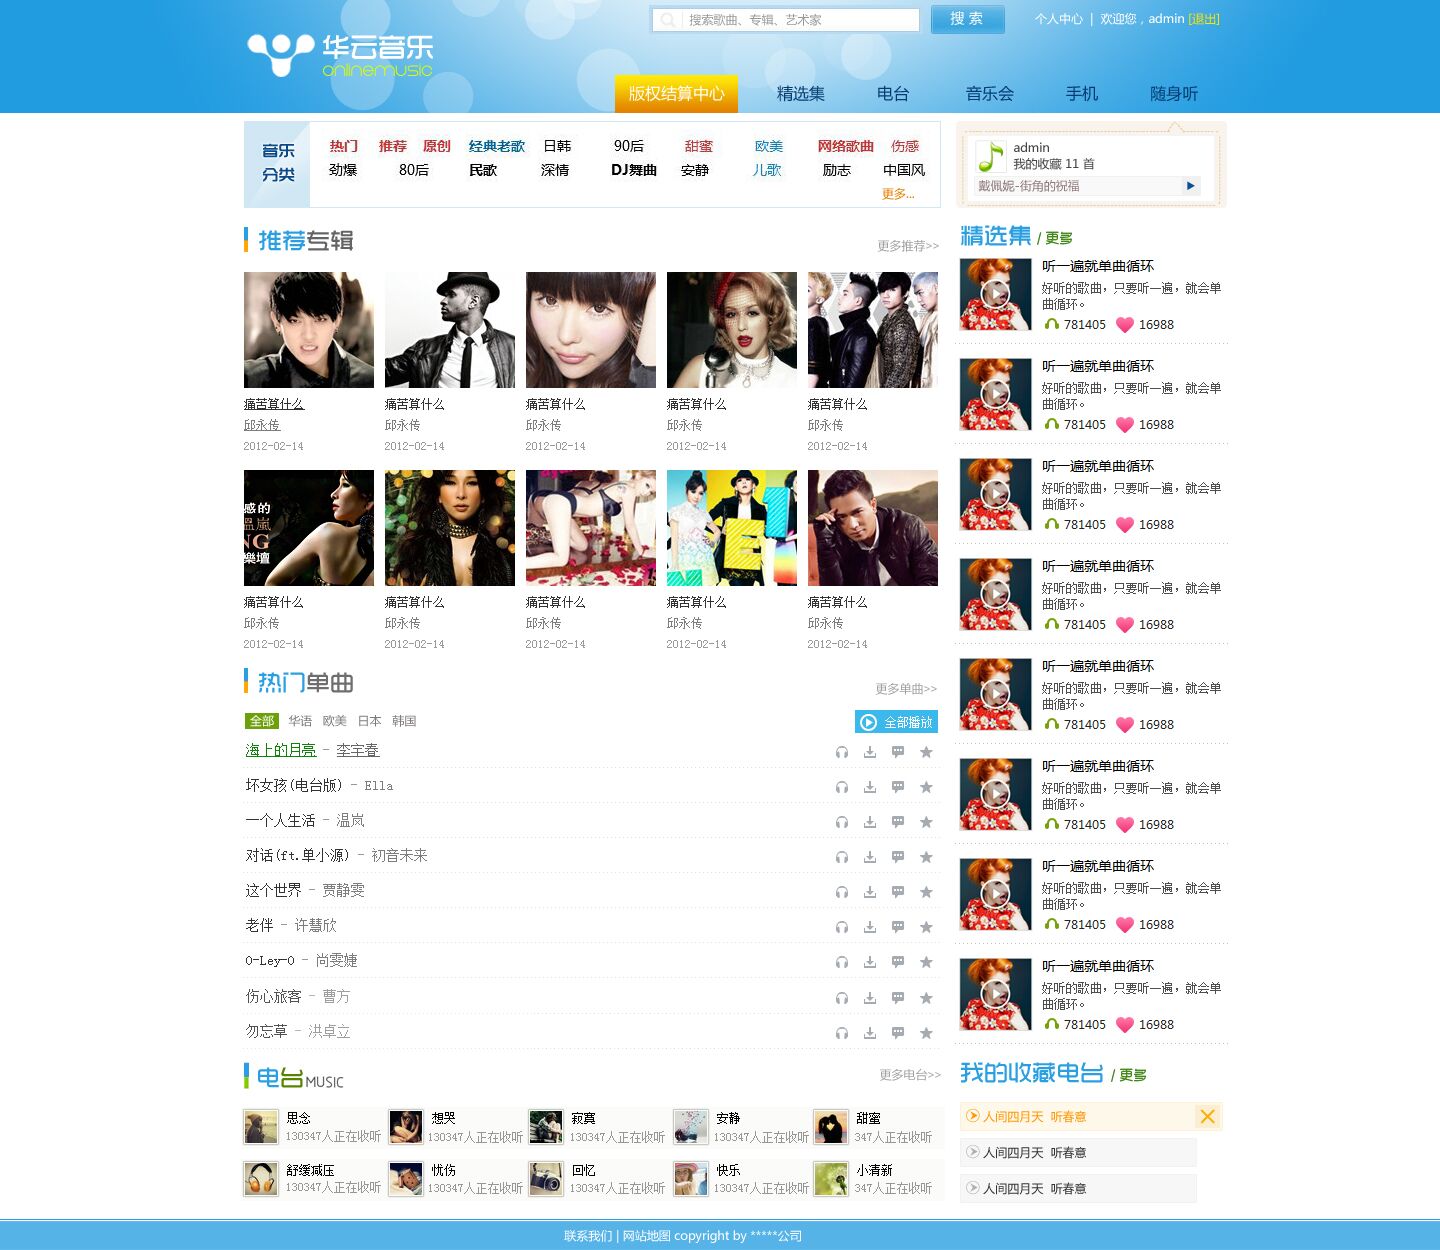 搜索歌曲、专辑、艺术家
搜 索
个人中心 | 欢迎您，admin [退出]
华云音乐
onlinemusic
版权结算中心 精选集 电台 音乐会 手机 随身听
音乐
分类
热门 推荐 原创 经典老歌 日韩 90后 甜蜜 欧美 网络歌曲 伤感
劲爆 80后 民歌 深情 DJ舞曲 安静 儿歌 励志 中国风
更多...
admin
我的收藏 11 首
戴佩妮-街角的祝福
推荐专辑
更多推荐>>
痛苦算什么 痛苦算什么 痛苦算什么 痛苦算什么 痛苦算什么
邱永传 邱永传 邱永传 邱永传 邱永传
2012-02-14 2012-02-14 2012-02-14 2012-02-14 2012-02-14
感的
温岚
NG
樂壇
痛苦算什么 痛苦算什么 痛苦算什么 痛苦算什么 痛苦算什么
邱永传 邱永传 邱永传 邱永传 邱永传
2012-02-14 2012-02-14 2012-02-14 2012-02-14 2012-02-14
热门单曲
更多单曲>>
全部 华语 欧美 日本 韩国
全部播放
海上的月亮 - 李宇春
坏女孩(电台版) - Ella
一个人生活 - 温岚
对话(ft.单小源) - 初音未来
这个世界 - 贾静雯
老伴 - 许慧欣
O-Ley-O - 尚雯婕
伤心旅客 - 曹方
勿忘草 - 洪卓立
电台MUSIC
更多电台>>
思念 想哭 寂寞 安静 甜蜜
130347人正在收听 130347人正在收听 130347人正在收听 130347人正在收听 347人正在收听
舒缓减压 忧伤 回忆 快乐 小清新
130347人正在收听 130347人正在收听 130347人正在收听 130347人正在收听 347人正在收听
精选集 / 更多
听一遍就单曲循环
好听的歌曲，只要听一遍，就会单
曲循环。
781405 16988
听一遍就单曲循环
好听的歌曲，只要听一遍，就会单
曲循环。
781405 16988
听一遍就单曲循环
好听的歌曲，只要听一遍，就会单
曲循环。
781405 16988
听一遍就单曲循环
好听的歌曲，只要听一遍，就会单
曲循环。
781405 16988
听一遍就单曲循环
好听的歌曲，只要听一遍，就会单
曲循环。
781405 16988
听一遍就单曲循环
好听的歌曲，只要听一遍，就会单
曲循环。
781405 16988
听一遍就单曲循环
好听的歌曲，只要听一遍，就会单
曲循环。
781405 16988
听一遍就单曲循环
好听的歌曲，只要听一遍，就会单
曲循环。
781405 16988
我的收藏电台 / 更多
人间四月天 听春意
人间四月天 听春意
人间四月天 听春意
联系我们 | 网站地图 copyright by *****公司